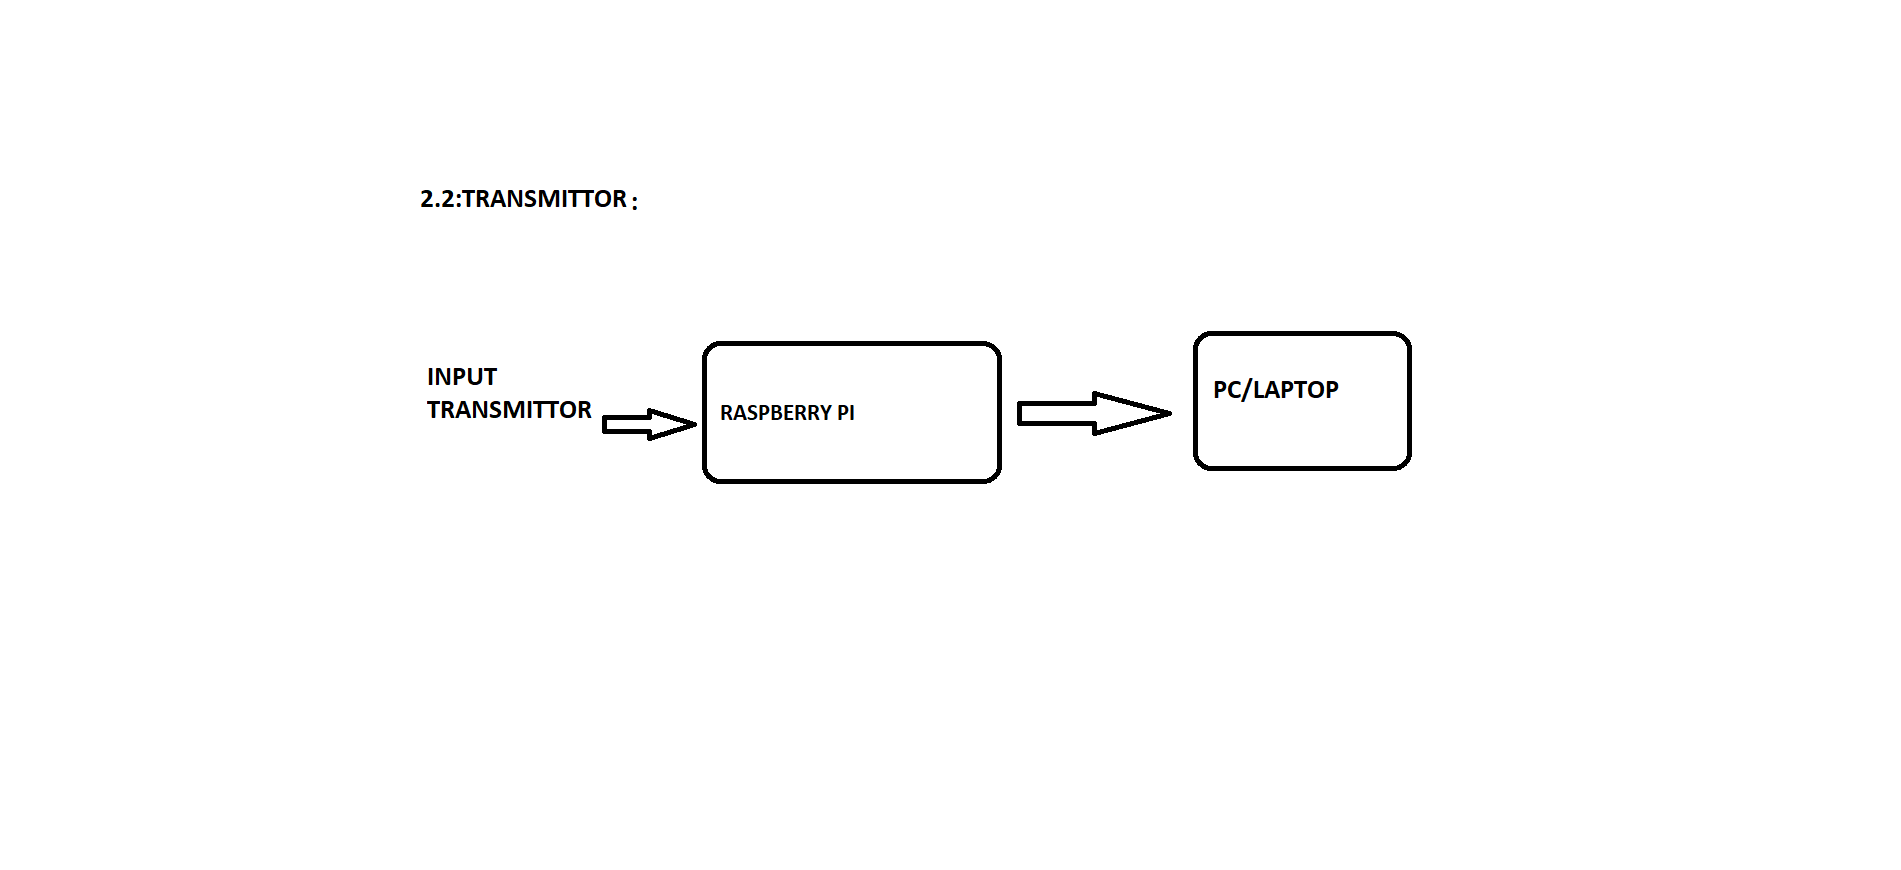 2.2:TRANSMITTOR :
INPUT
TRANSMITTOR
RASPBERRY PI
PC/LAPTOP